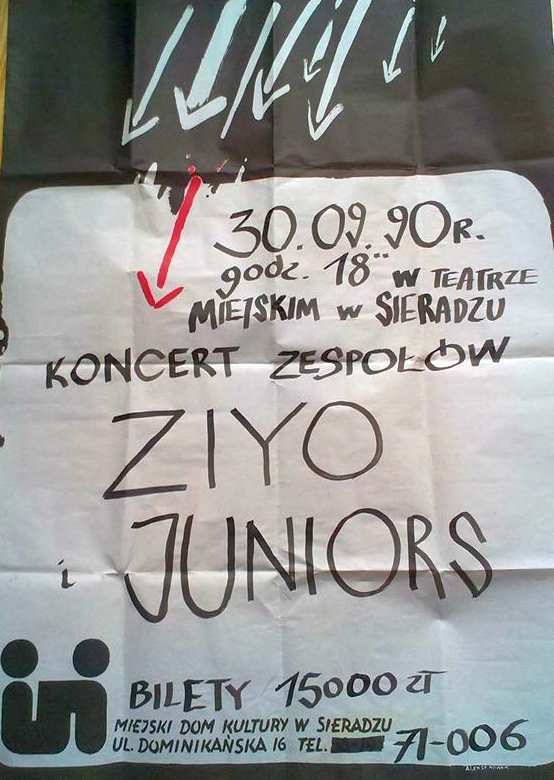 30.09.90R.
godz. 18" W TEATRZE
MIEJSKIM W SIERADZU
KONCERT ZESPOŁÓW
ZIYO
i JUNIORS
BILETY 15000 ZŁ
MIEJSKI DOM KULTURY W SIERADZU
UL. DOMINIKAŃSKA 16 TEL. 71-006